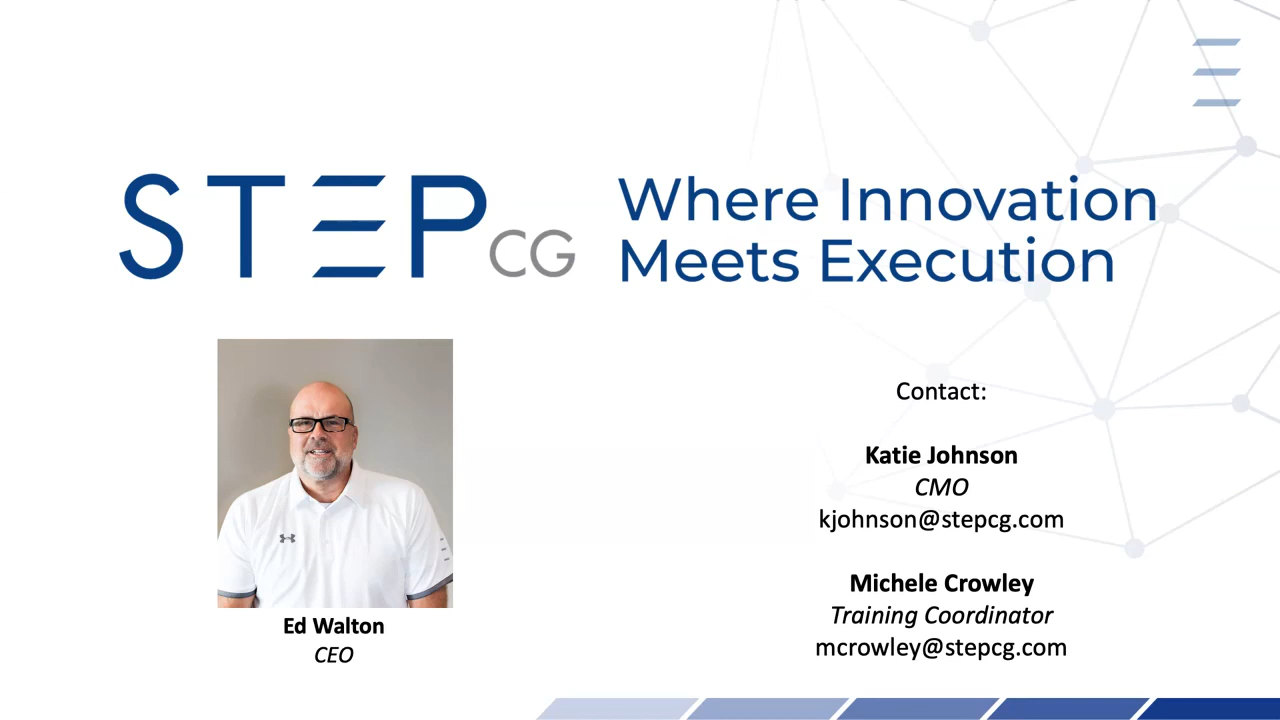 STEP CG
Where Innovation
Meets Execution
Ed Walton
CEO
Contact:
Katie Johnson
CMO
kjohnson@stepcg.com
Michele Crowley
Training Coordinator
mcrowley@stepcg.com